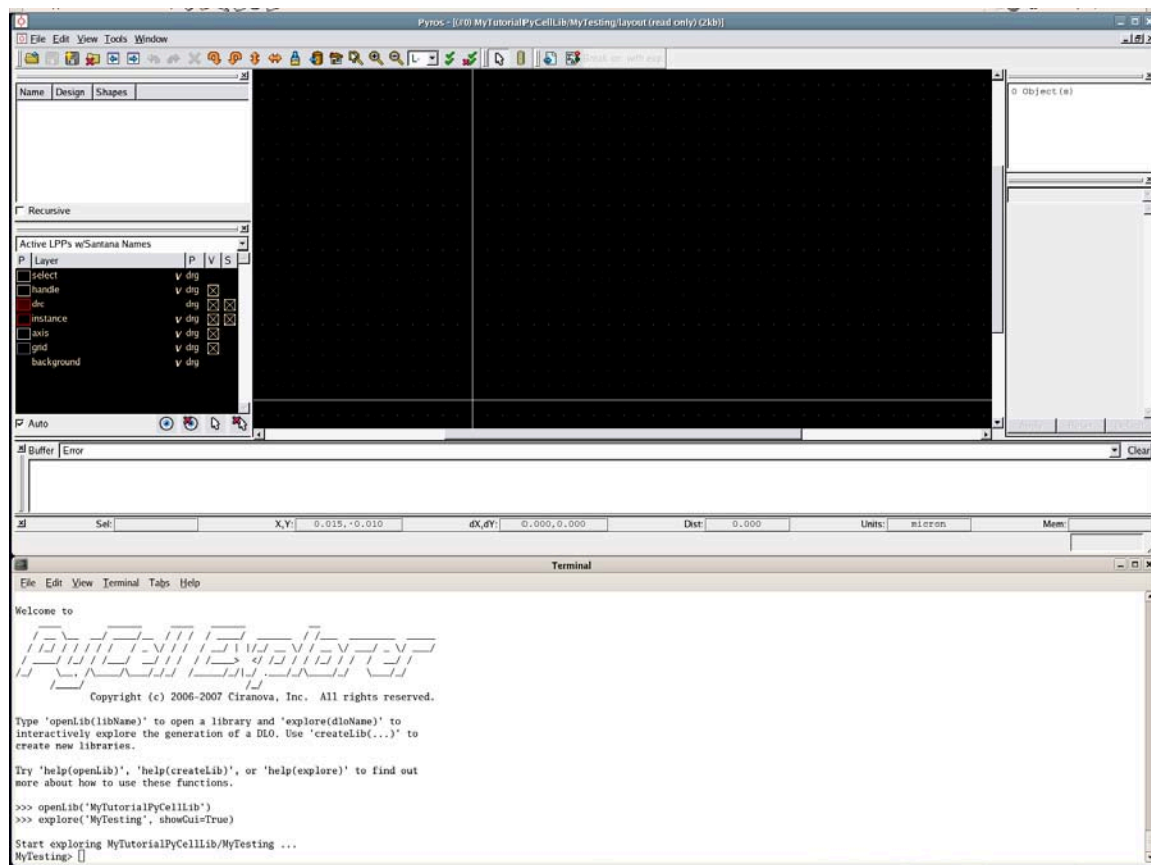 Pyros - [(#0) MyTutorialPyCellLib/MyTesting/layout (read only) (2kb)]
File Edit View Tools Window
Name Design Shapes
0 Object(s)
Recursive
Active LPPs w/Santana Names
P Layer P V S
select v drg
handle v drg
drc drg
instance v drg
axis v drg
grid v drg
background v drg
Auto
Buffer Error Clear
Sel: X,Y: 0.015,-0.010 dX,dY: 0.000,0.000 Dist: 0.000 Units: micron Mem:
Terminal
File Edit View Terminal Tabs Help
Welcome to
PyCell Explorer
Copyright (c) 2006-2007 Ciranova, Inc. All rights reserved.
Type 'openLib(libName)' to open a library and 'explore(dloName)' to
interactively explore the generation of a DLO. Use 'createLib(...)' to
create new libraries.
Try 'help(openLib)', 'help(createLib)', or 'help(explore)' to find out
more about how to use these functions.
>>> openLib('MyTutorialPyCellLib')
>>> explore('MyTesting', showGui=True)
Start exploring MyTutorialPyCellLib/MyTesting ...
MyTesting>